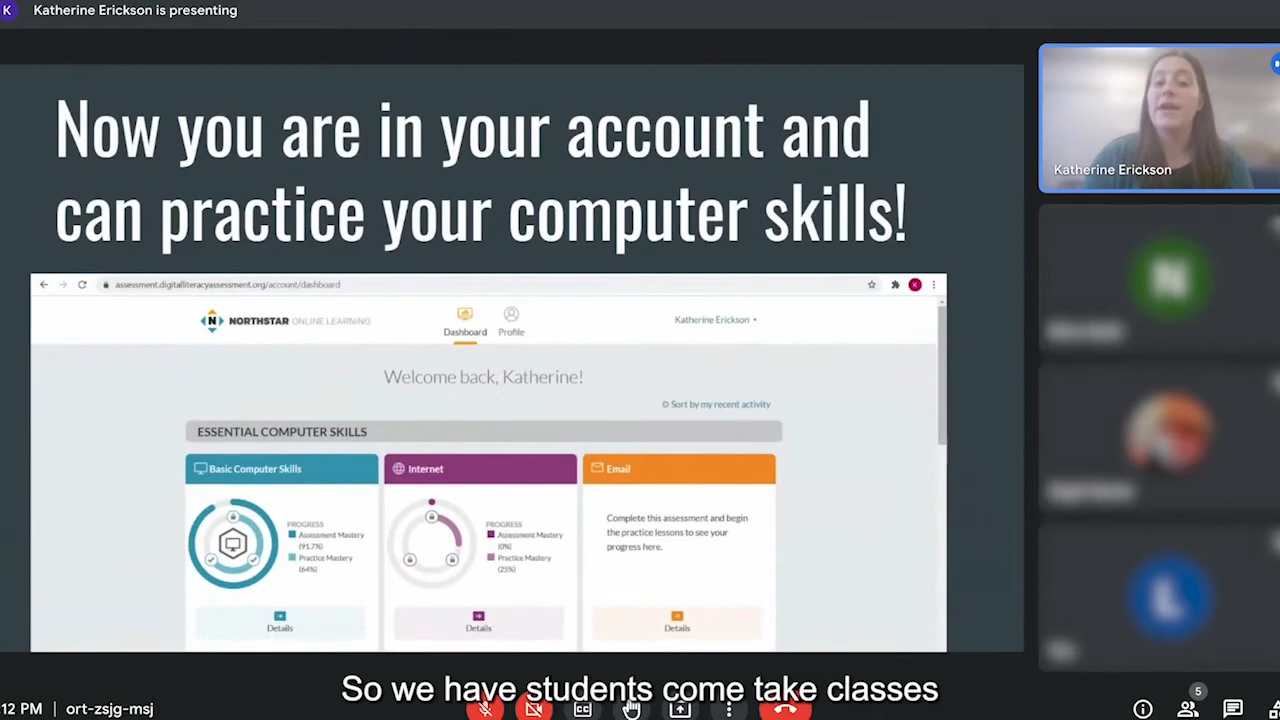 K
Katherine Erickson is presenting
Now you are in your account and
can practice your computer skills!
assessment.digitalliteracyassessment.org/account/dashboard
K
NORTHSTAR ONLINE LEARNING
Dashboard
Profile
Katherine Erickson
Welcome back, Katherine!
Sort by my recent activity
ESSENTIAL COMPUTER SKILLS
Basic Computer Skills
PROGRESS
Assessment Mastery
(91.7%)
Practice Mastery
(64%)
Details
Internet
PROGRESS
Assessment Mastery
(0%)
Practice Mastery
(25%)
Details
Email
Complete this assessment and begin
the practice lessons to see your
progress here.
Details
Katherine Erickson
N
L
So we have students come take classes
:12 PM | ort-zsjg-msj
5